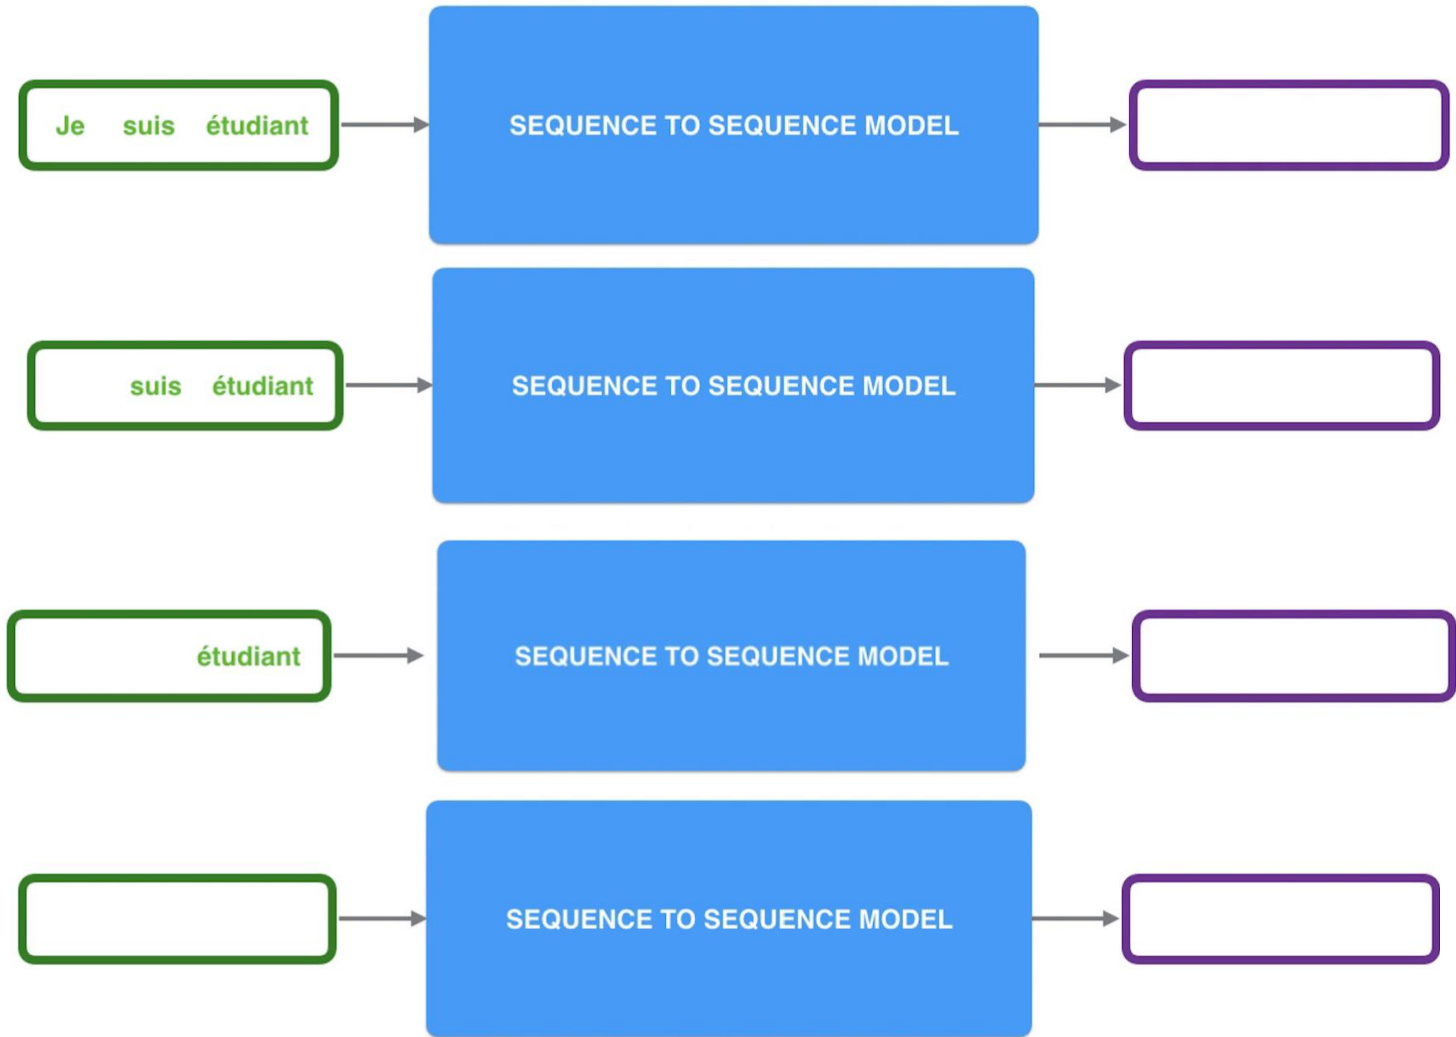 Je suis étudiant SEQUENCE TO SEQUENCE MODEL
suis étudiant SEQUENCE TO SEQUENCE MODEL
étudiant SEQUENCE TO SEQUENCE MODEL
SEQUENCE TO SEQUENCE MODEL